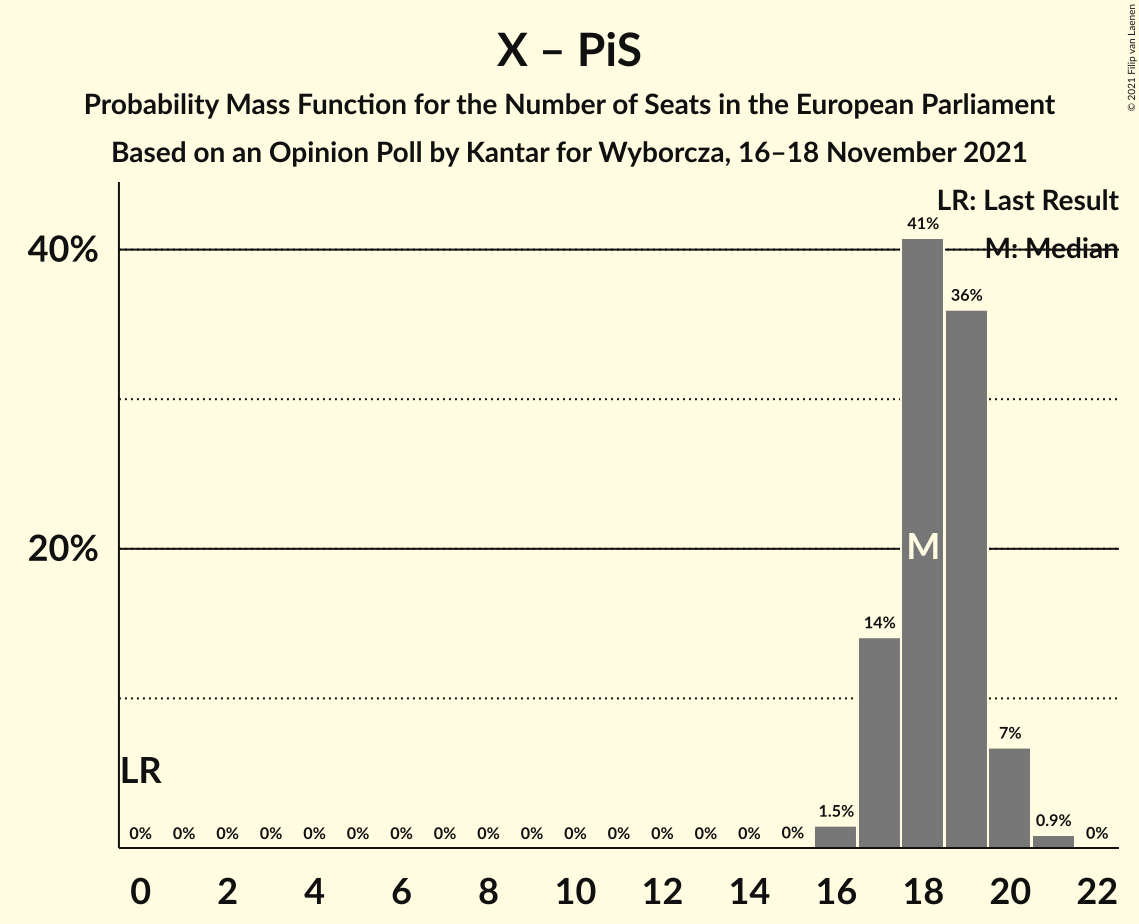 X – PiS
Probability Mass Function for the Number of Seats in the European Parliament
Based on an Opinion Poll by Kantar for Wyborcza, 16–18 November 2021
© 2021 Filip van Laenen
LR: Last Result
M: Median
40%
20%
41%
36%
M
14%
7%
1.5%
0.9%
LR
0% 0% 0% 0% 0% 0% 0% 0% 0% 0% 0% 0% 0% 0% 0% 0% 0%
0 2 4 6 8 10 12 14 16 18 20 22